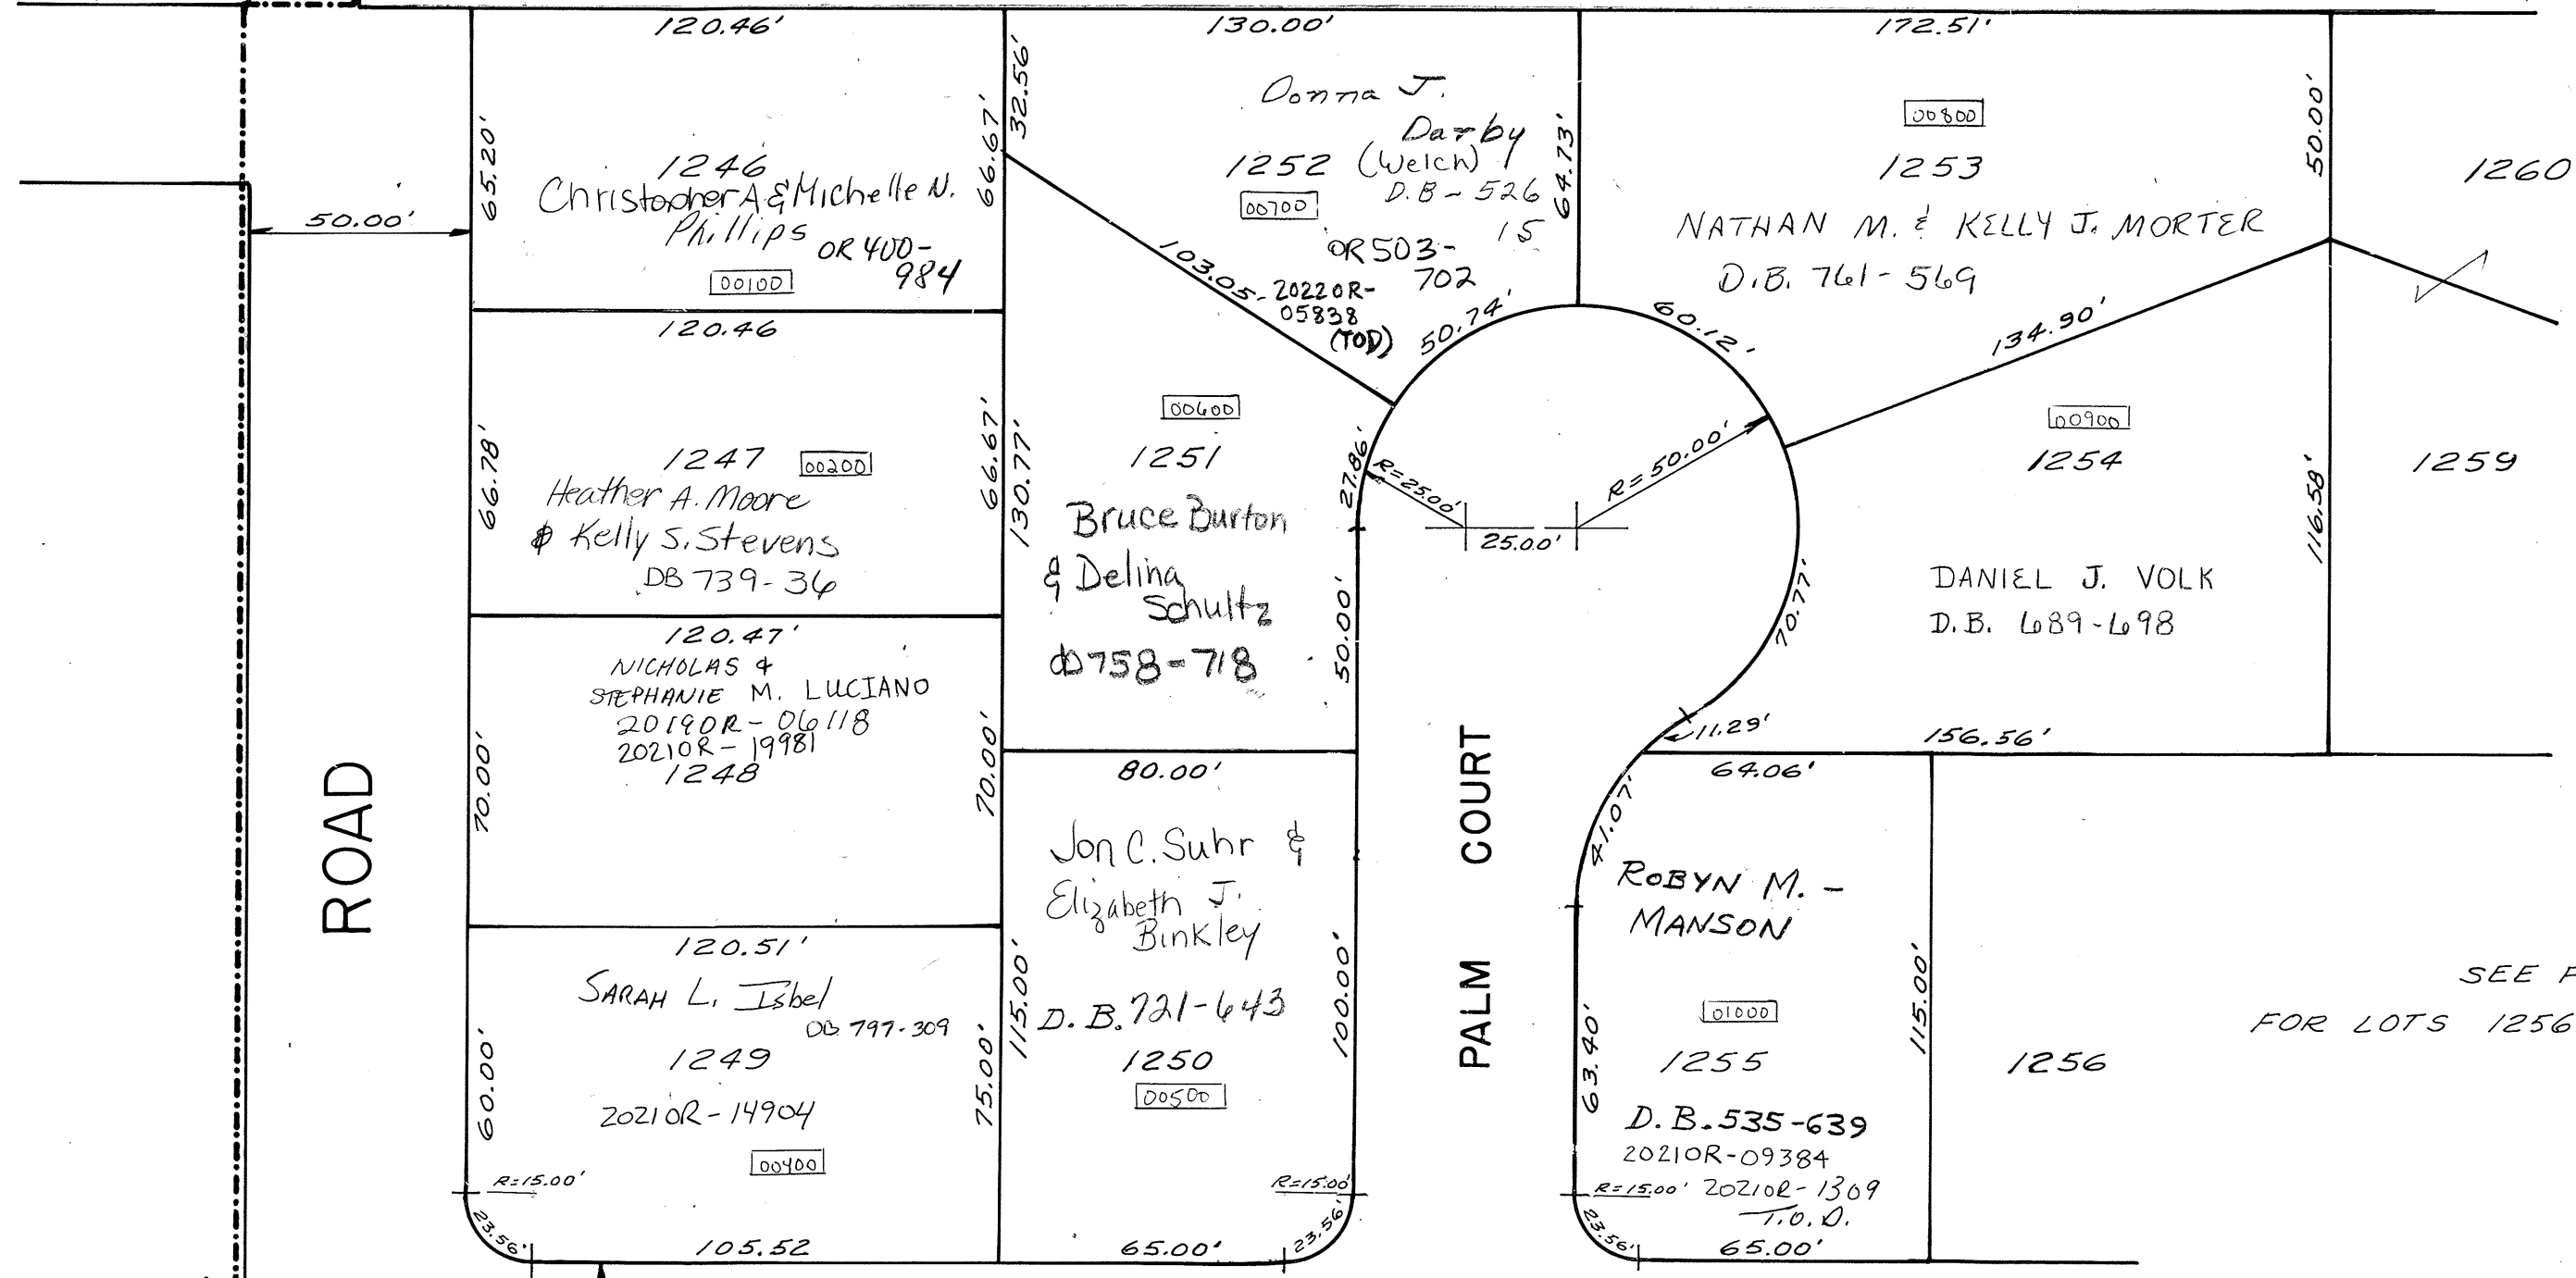 120.46'
65.20'
66.67'
1246
Christopher A & Michelle N.
Phillips
OR 400-
984
00100
50.00'
120.46
66.78'
66.67'
1247
00200
Heather A. Moore
& Kelly S. Stevens
DB 739-36
120.47'
NICHOLAS &
STEPHANIE M. LUCIANO
2019OR-06118
2021OR-19981
1248
70.00'
70.00'
ROAD
120.51'
SARAH L. Isbel
DB 797-309
1249
2021OR-14904
00400
60.00'
75.00'
R=15.00'
23.56'
105.52
130.00'
32.56'
Donna J.
Darby
1252
(Welch)
D.B-526
15
00700
OR 503-
702
2022OR-
05838
(TOD)
64.73'
103.05'
50.74'
00600
1251
130.77'
27.86'
Bruce Burton
& Delina
Schultz
DB 758-718
50.00'
80.00'
Jon C. Suhr &
Elizabeth J.
Binkley
D.B. 721-643
1250
00500
115.00'
100.00'
R=15.00'
23.56'
65.00'
R=25.00'
R=50.00'
25.00'
PALM COURT
172.51'
00800
1253
NATHAN M. & KELLY J. MORTER
D.B. 761-569
50.00'
60.12'
134.90'
00900
1254
DANIEL J. VOLK
D.B. 689-698
116.58'
70.77'
11.29'
156.56'
64.06'
41.07'
ROBYN M. -
MANSON
01000
1255
D.B. 535-639
2021OR-09384
2021OR-1309
T.O.D.
63.40'
115.00'
R=15.00'
23.56'
65.00'
1260
1259
1256
SEE
FOR LOTS 1256